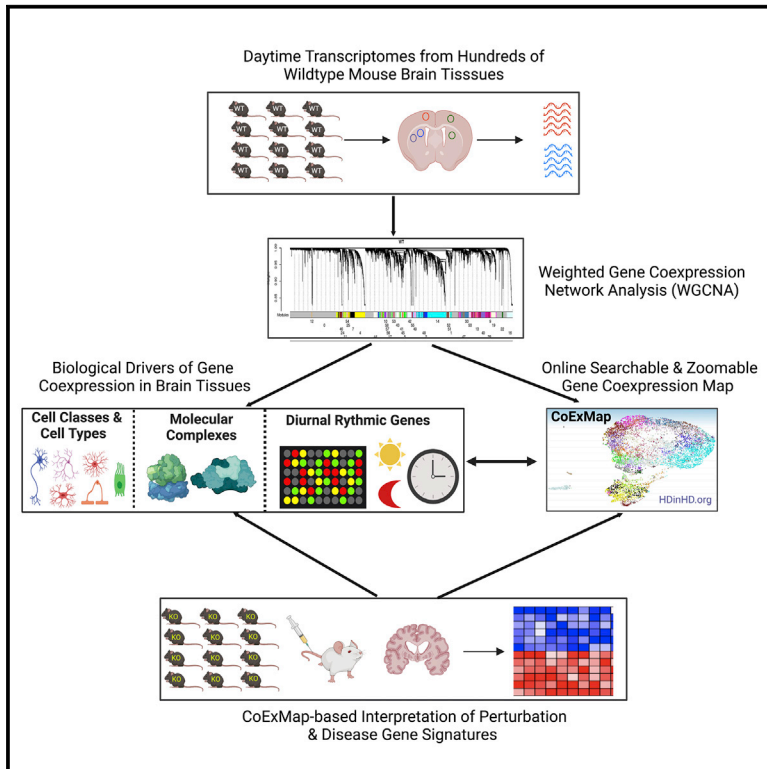 Daytime Transcriptomes from Hundreds of
Wildtype Mouse Brain Tisssues
WT WT WT
WT WT WT
WT WT WT
WT WT WT
WT
Weighted Gene Coexpression
Network Analysis (WGCNA)
Biological Drivers of Gene
Coexpression in Brain Tissues
Online Searchable & Zoomable
Gene Coexpression Map
Cell Classes &
Cell Types
Molecular
Complexes
Diurnal Rythmic Genes
CoExMap
HDinHD.org
KO KO KO
KO KO KO
KO KO KO
KO KO KO
CoExMap-based Interpretation of Perturbation
& Disease Gene Signatures